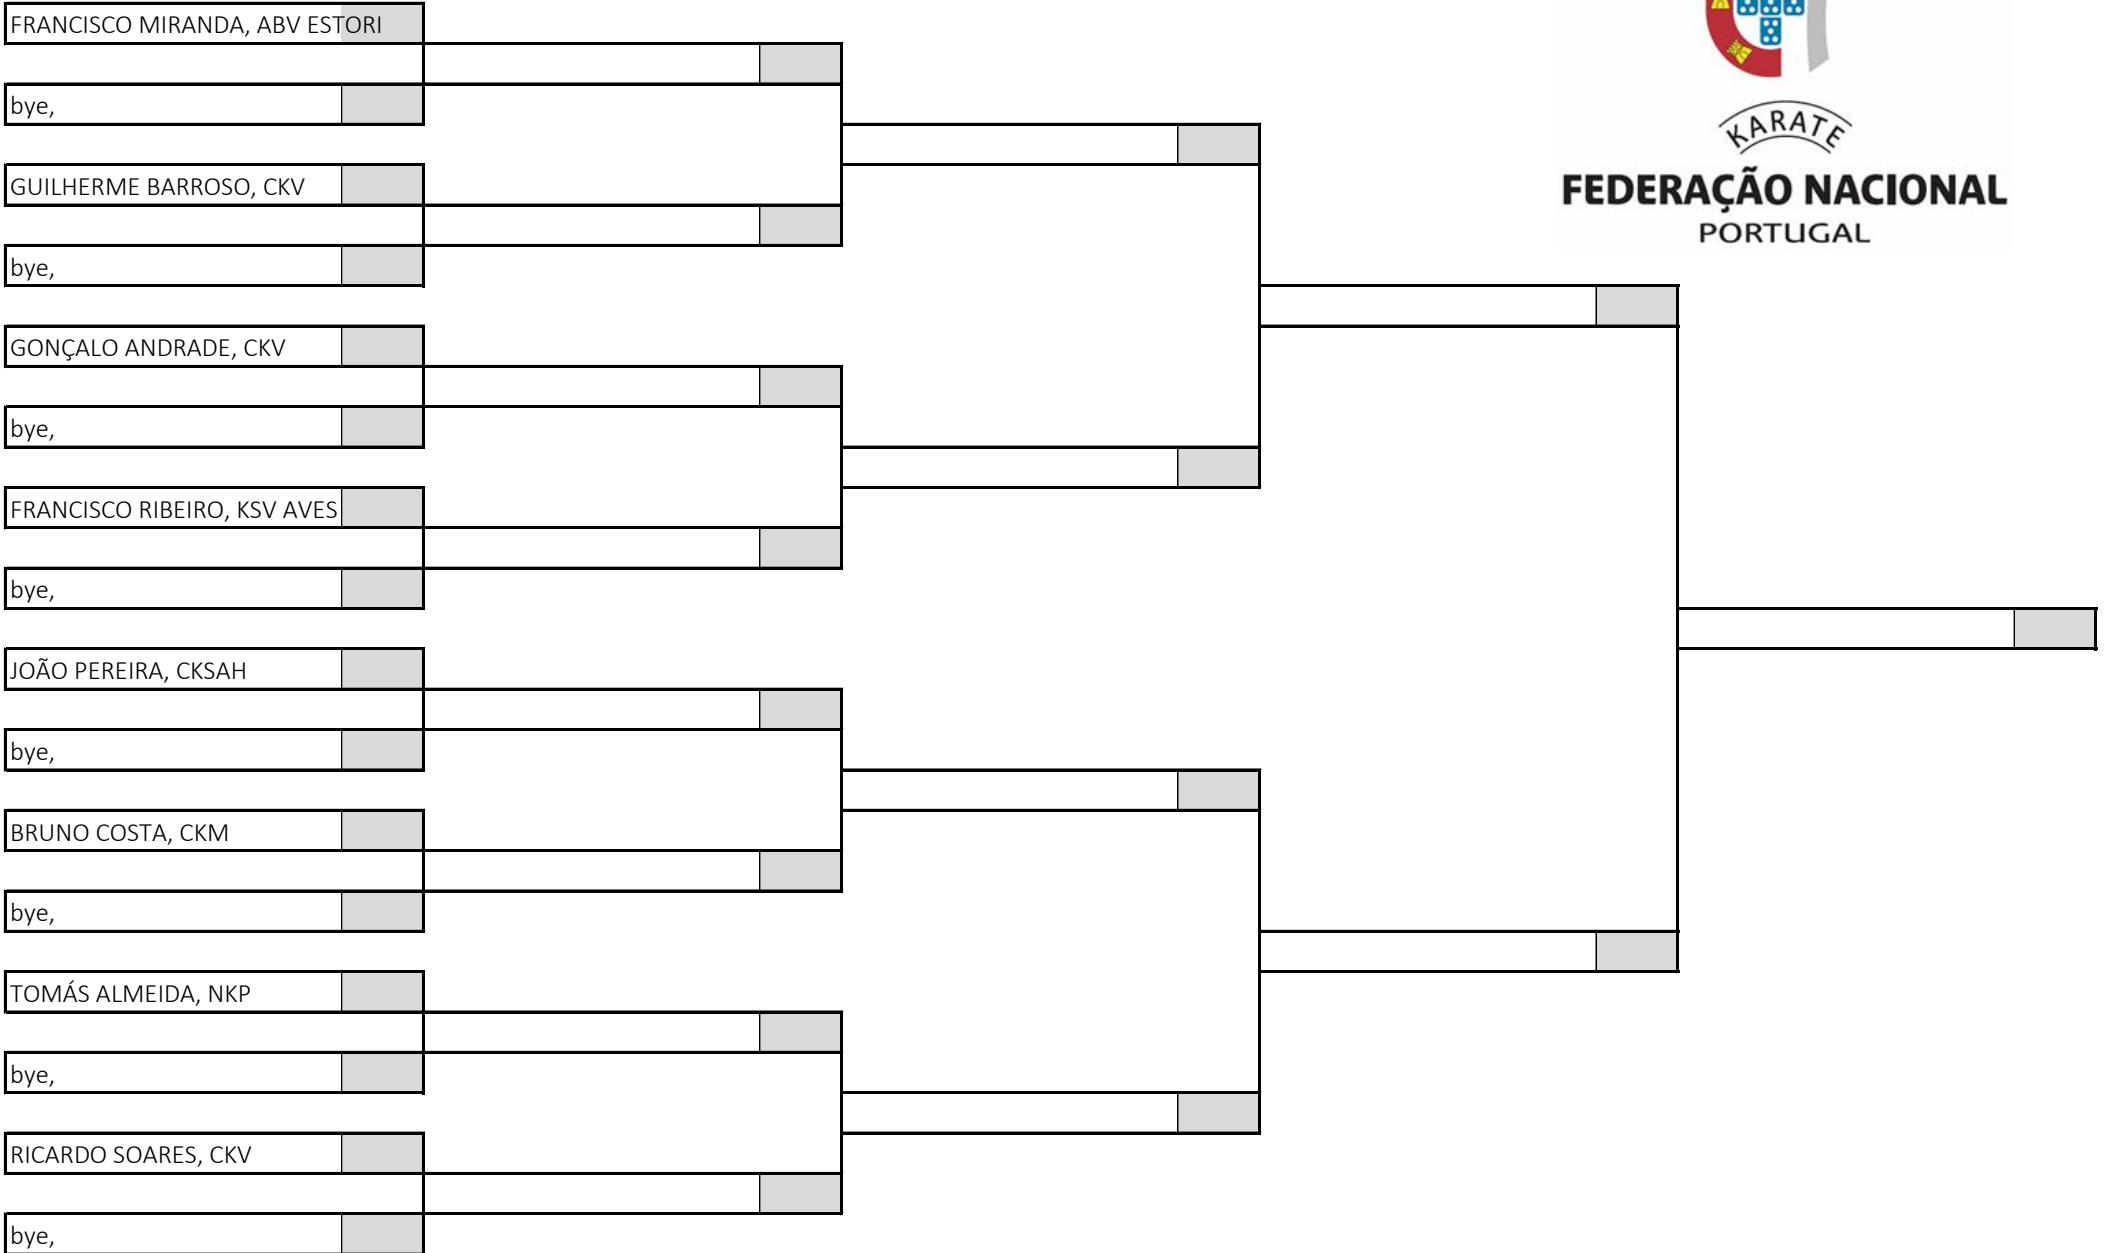 FRANCISCO MIRANDA, ABV ESTORI
bye,
GUILHERME BARROSO, CKV
bye,
GONÇALO ANDRADE, CKV
bye,
FRANCISCO RIBEIRO, KSV AVES
bye,
JOÃO PEREIRA, CKSAH
bye,
BRUNO COSTA, CKM
bye,
TOMÁS ALMEIDA, NKP
bye,
RICARDO SOARES, CKV
bye,
KARATE
FEDERAÇÃO NACIONAL
PORTUGAL